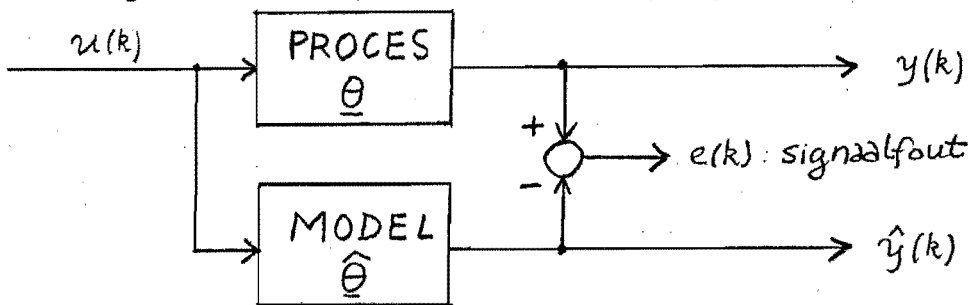 u(k)
PROCES
θ
y(k)
+
e(k) : signaalfout
-
MODEL
θ̂
ŷ(k)